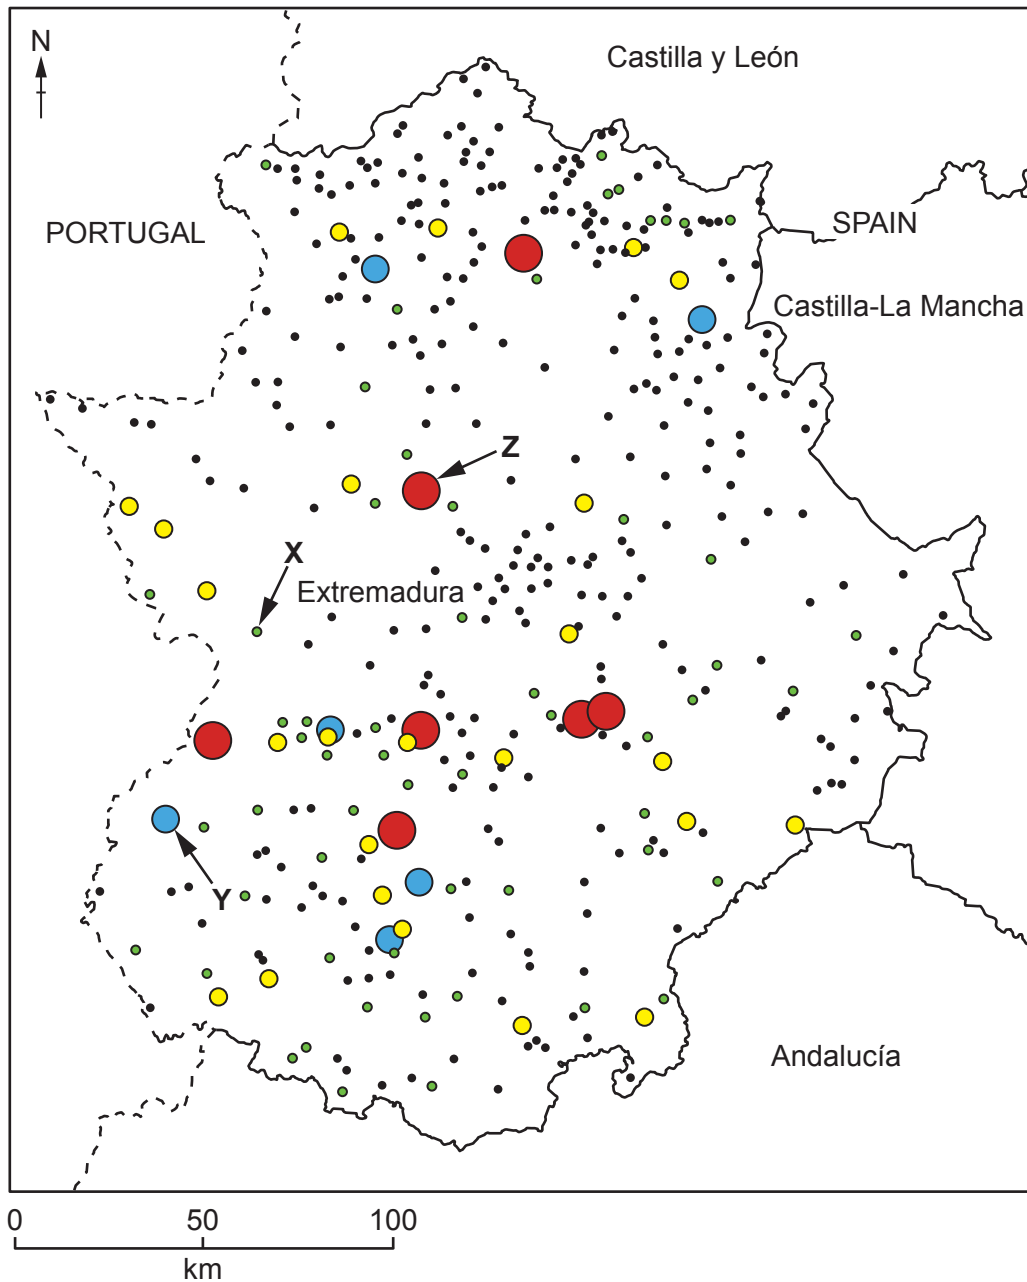 N
Castilla y León
PORTUGAL
SPAIN
Castilla-La Mancha
Z
X
Extremadura
Y
Andalucía
0 50 100
km